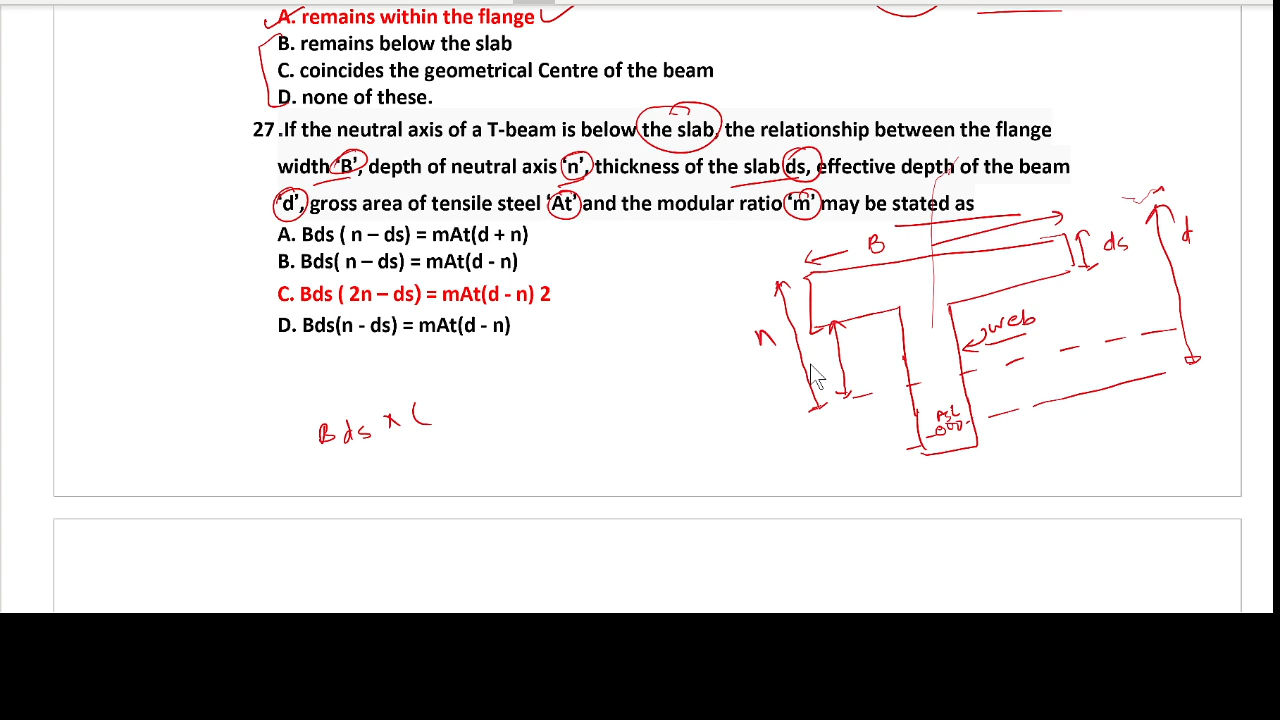 A. remains within the flange
B. remains below the slab
C. coincides the geometrical Centre of the beam
D. none of these.
27 .If the neutral axis of a T-beam is below the slab, the relationship between the flange
width 'B', depth of neutral axis 'n', thickness of the slab ds, effective depth of the beam
'd', gross area of tensile steel 'At' and the modular ratio 'm' may be stated as
A. Bds ( n – ds) = mAt(d + n)
B. Bds( n – ds) = mAt(d - n)
C. Bds ( 2n – ds) = mAt(d - n) 2
D. Bds(n - ds) = mAt(d - n)
B
ds
d
n
web
Ast
Bds x (